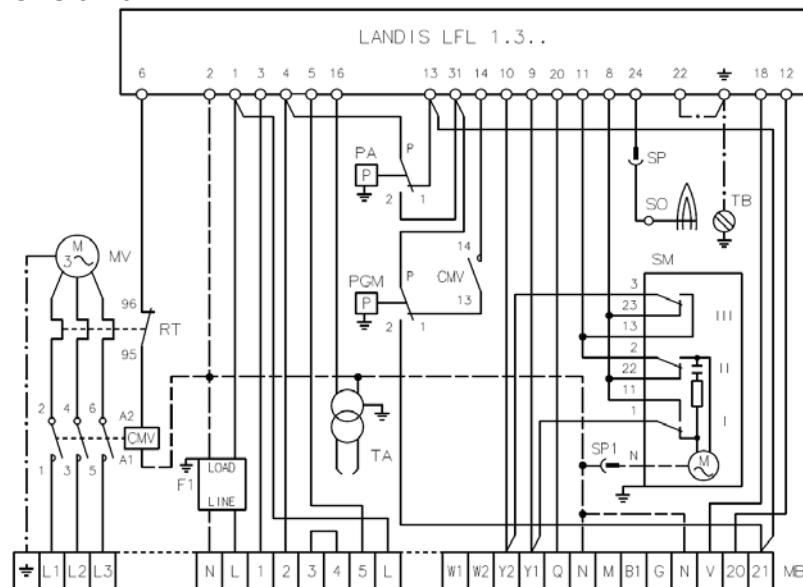 LANDIS LFL 1.3..
6 2 1 3 4 5 16 13 31 14 10 9 20 11 8 24 22 18 12
PA P P 2 1
SP
SO
TB
M 3 MV
96 RT 95
PGM P P 2 1
14 CMV 13
SM
3 23 13 III
2 22 11 II
1 I
2 4 6 A2
CMV
1 3 5 A1
F1 LOAD LINE
TA
SP1 N M
L1 L2 L3 N L 1 2 3 4 5 L W1 W2 Y2 Y1 Q N M B1 G N V 20 21 MB